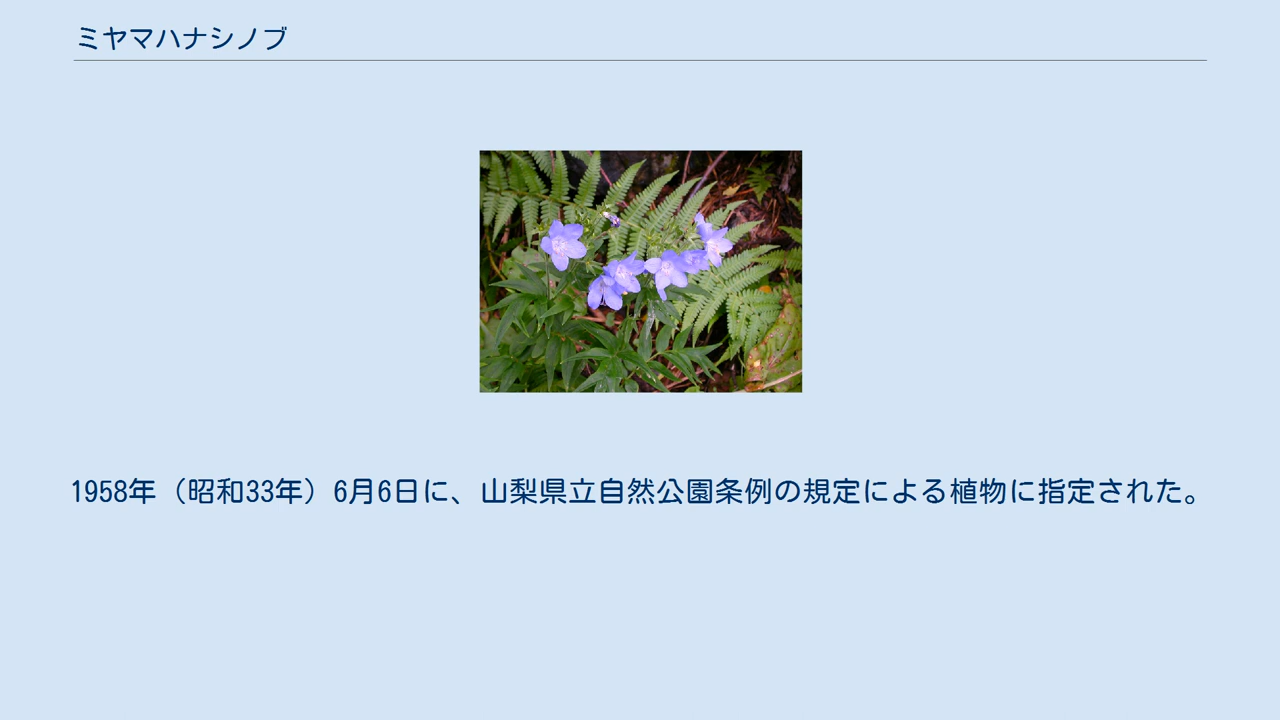 ミヤマハナシノブ
1958年（昭和33年）6月6日に、山梨県立自然公園条例の規定による植物に指定された。